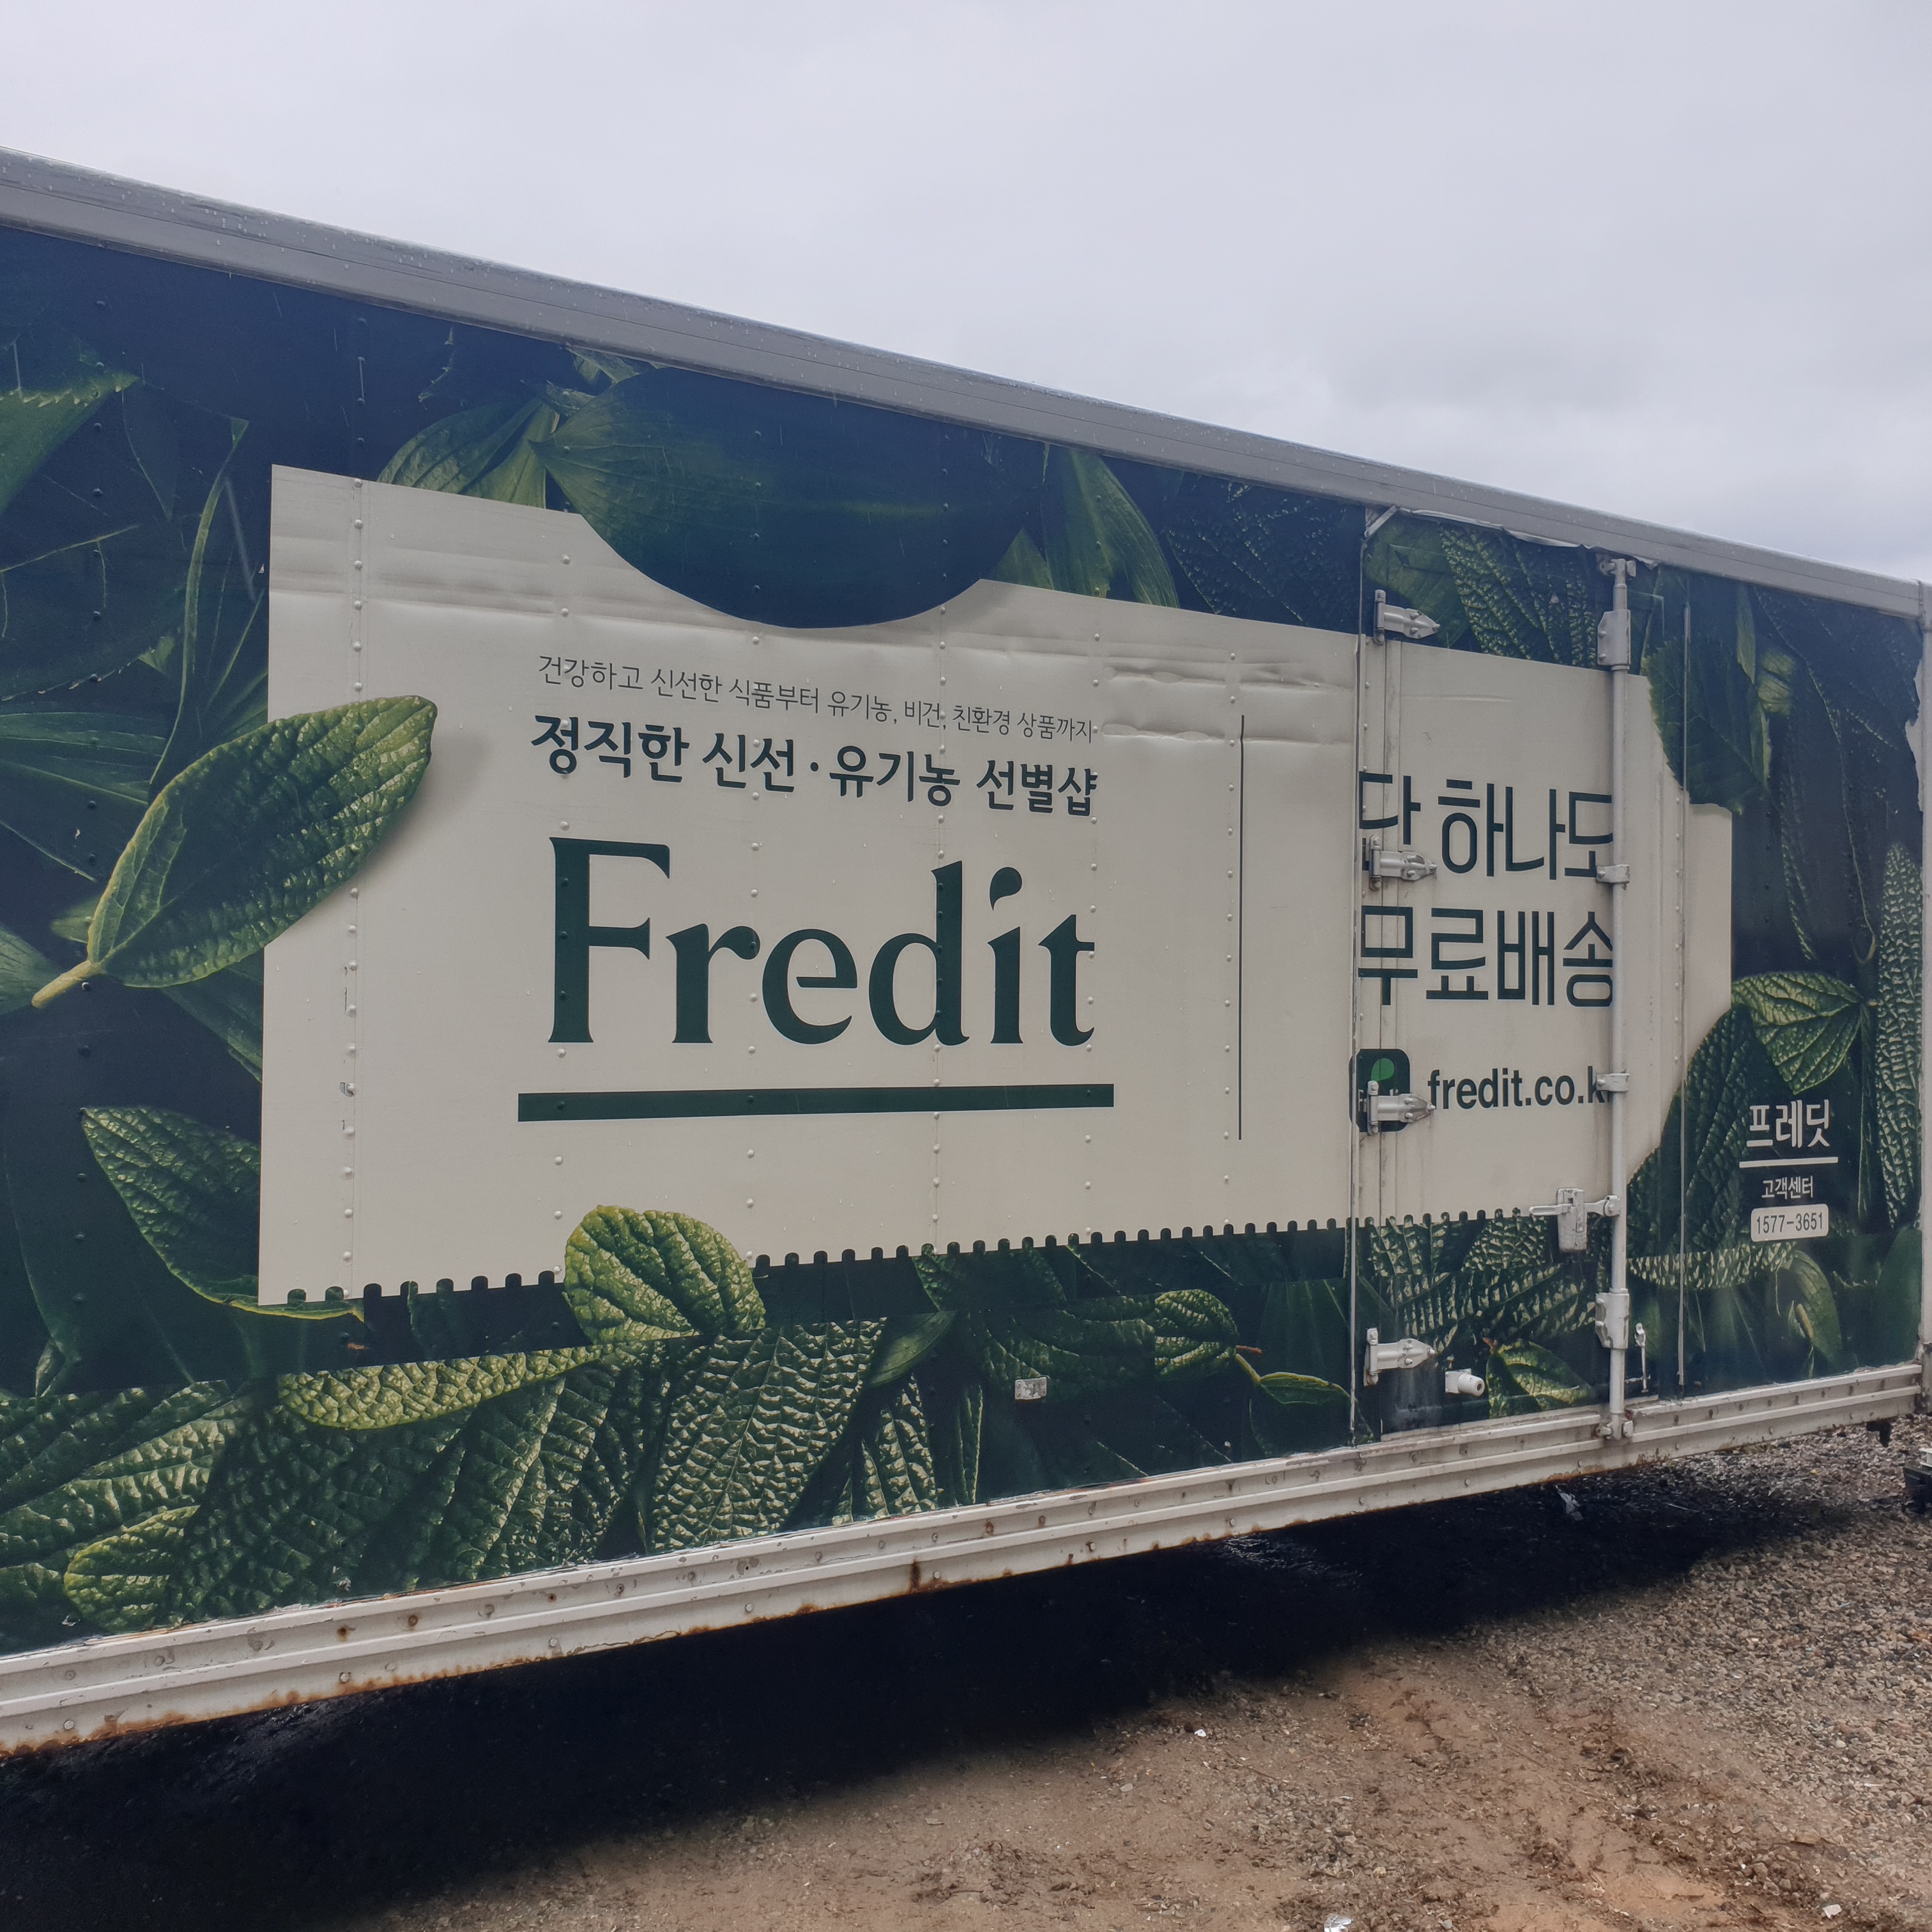 건강하고 신선한 식품부터 유기농, 비건, 친환경 상품까지
정직한 신선·유기농 선별샵
Fredit
단 하나도
무료배송
fredit.co.k
프레딧
고객센터
1577-3651